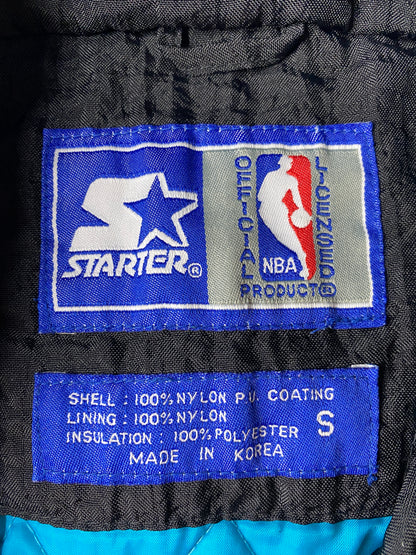 STARTER®
OFFICIAL
LICENSED
NBA
PRODUCT®
SHELL : 100% NYLON P.U. COATING
LINING : 100% NYLON
INSULATION : 100% POLYESTER
S
MADE IN KOREA